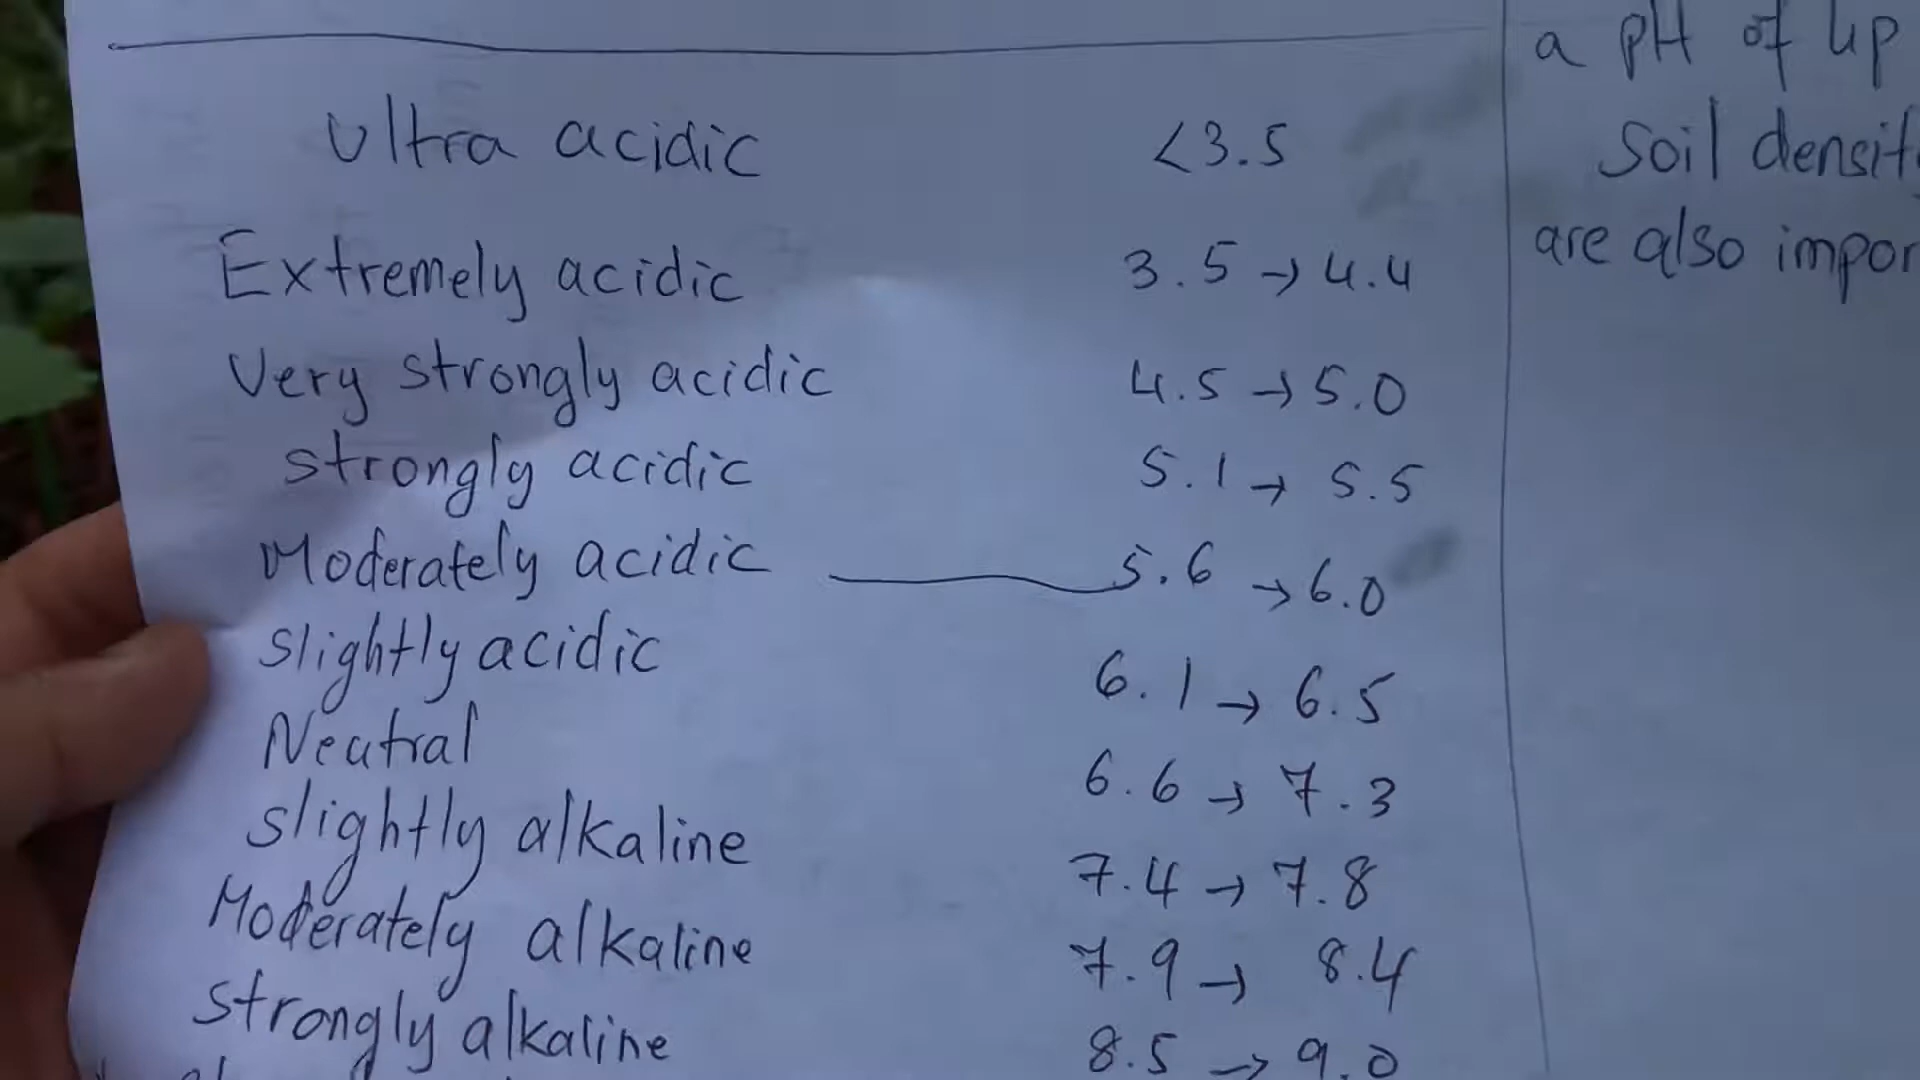 Ultra acidic <3.5
Extremely acidic 3.5 → 4.4
Very strongly acidic 4.5 → 5.0
strongly acidic 5.1 → 5.5
Moderately acidic 5.6 → 6.0
slightly acidic 6.1 → 6.5
Neutral 6.6 → 7.3
slightly alkaline 7.4 → 7.8
Moderately alkaline 7.9 → 8.4
strongly alkaline 8.5 → 9.0
a pH of up
Soil densit
are also impor